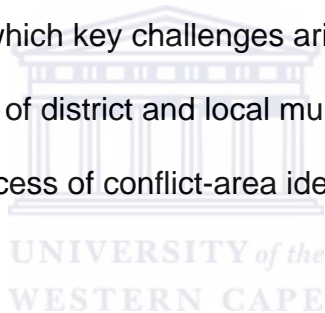 which key challenges ari
of district and local mu
cess of conflict-area ide
UNIVERSITY of the
WESTERN CAPE